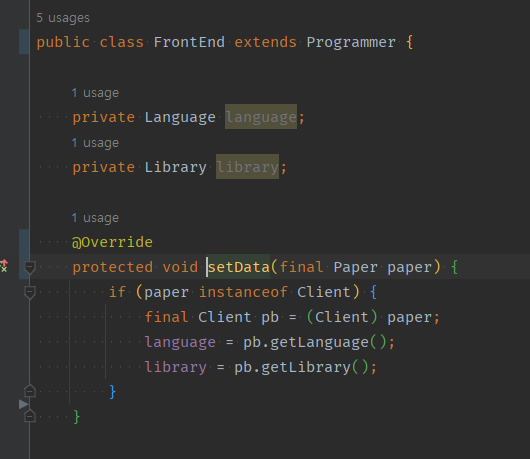 5 usages
public class FrontEnd extends Programmer {
1 usage
private Language language;
1 usage
private Library library;
1 usage
@Override
protected void setData(final Paper paper) {
if (paper instanceof Client) {
final Client pb = (Client) paper;
language = pb.getLanguage();
library = pb.getLibrary();
}
}